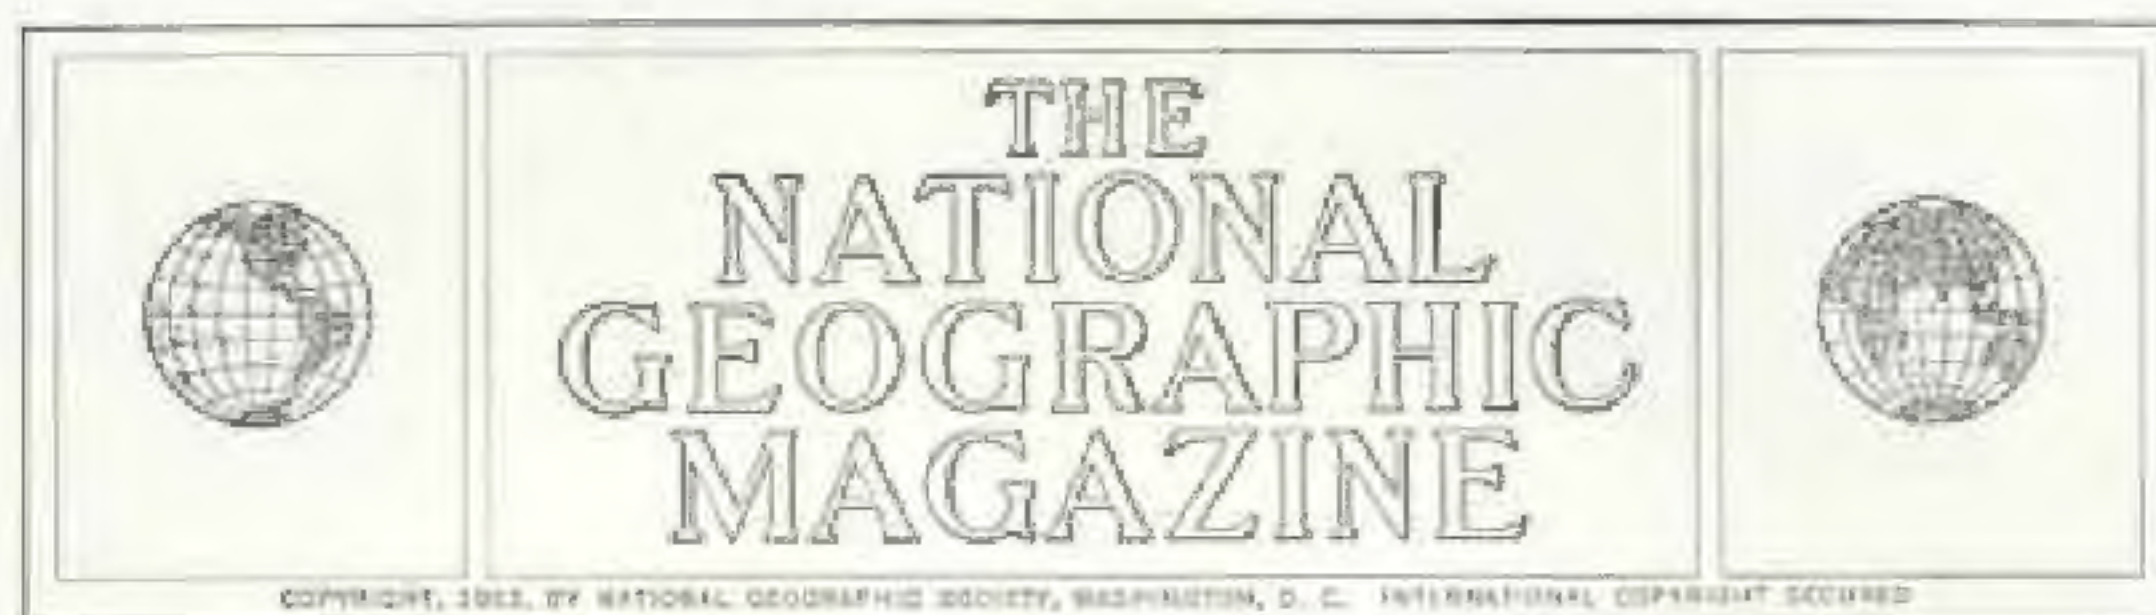 THE
NATIONAL
GEOGRAPHIC
MAGAZINE
COPYRIGHT, BY NATIONAL GEOGRAPHIC SOCIETY, WASHINGTON, D. C. INTERNATIONAL COPYRIGHT SECURED